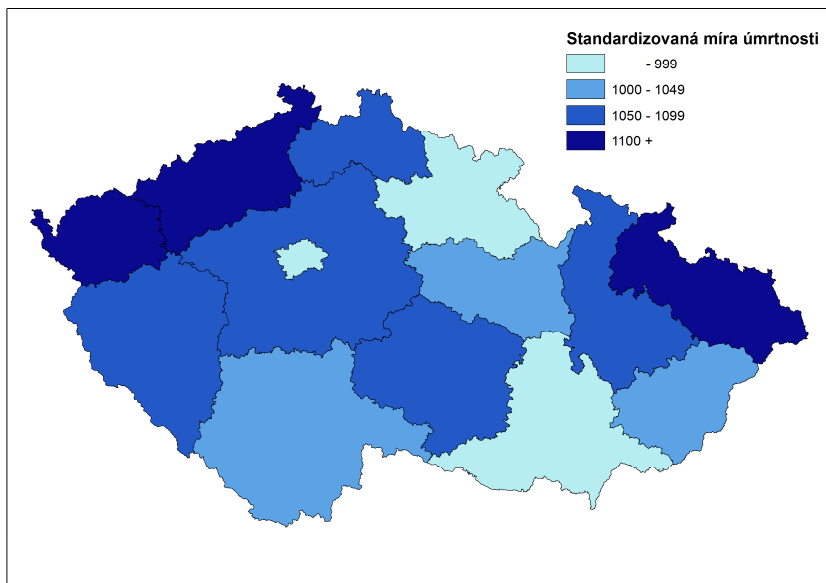 Standardizovaná míra úmrtnosti
- 999
1000 - 1049
1050 - 1099
1100 +